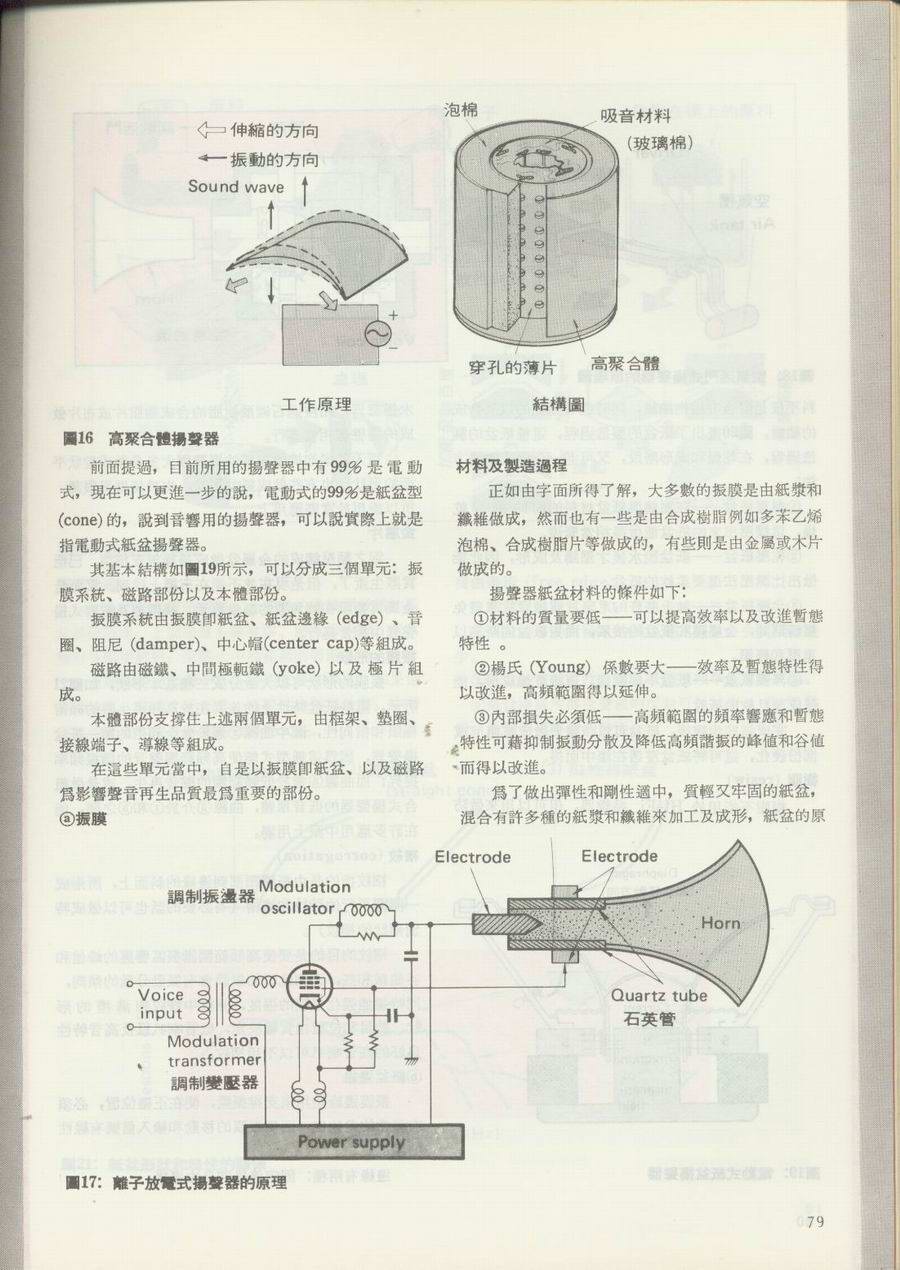 伸縮的方向
振動的方向
Sound wave
+
−
工作原理
泡棉
吸音材料
(玻璃棉)
穿孔的薄片
高聚合體
結構圖
圖16 高聚合體揚聲器
前面提過，目前所用的揚聲器中有99%是電動
式，現在可以更進一步的說，電動式的99%是紙盆型
(cone)的，說到音響用的揚聲器，可以說實際上就是
指電動式紙盆揚聲器。
其基本結構如圖19所示，可以分成三個單元：振
膜系統、磁路部份以及本體部份。
振膜系統由振膜卽紙盆、紙盆邊緣 (edge) 、音
圈、阻尼 (damper)、中心帽(center cap)等組成。
磁路由磁鐵、中間極軛鐵 (yoke) 以及極片組
成。
本體部份支撐住上述兩個單元，由框架、墊圈、
接線端子、導線等組成。
在這些單元當中，自是以振膜卽紙盆、以及磁路
爲影響聲音再生品質最爲重要的部份。
ⓐ振膜
材料及製造過程
正如由字面所得了解，大多數的振膜是由紙漿和
纖維做成，然而也有一些是由合成樹脂例如多苯乙烯
泡棉、合成樹脂片等做成的，有些則是由金屬或木片
做成的。
揚聲器紙盆材料的條件如下：
①材料的質量要低——可以提高效率以及改進暫態
特性 。
②楊氏 (Young) 係數要大——效率及暫態特性得
以改進，高頻範圍得以延伸。
③內部損失必須低——高頻範圍的頻率響應和暫態
特性可藉抑制振動分散及降低高頻諧振的峰値和谷値
而得以改進。
爲了做出彈性和剛性適中，質輕又牢固的紙盆，
混合有許多種的紙漿和纖維來加工及成形，紙盆的原
Electrode
Electrode
調制振盪器
Modulation
oscillator
Horn
Voice
input
Quartz tube
石英管
Modulation
transformer
調制變壓器
Power supply
圖17: 離子放電式揚聲器的原理
79